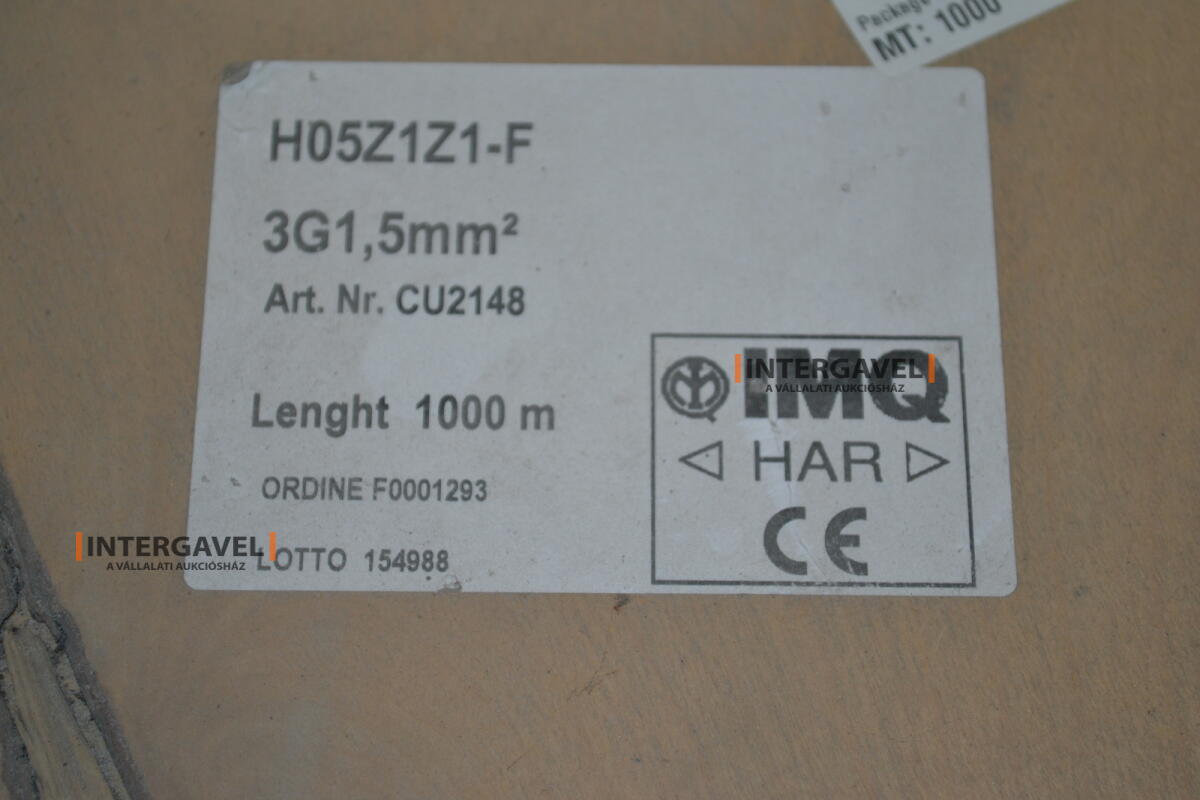 Package
MT: 1000
H05Z1Z1-F
3G1,5mm²
Art. Nr. CU2148
Lenght 1000 m
ORDINE F0001293
LOTTO 154988
IMQ
HAR
CE
INTERGAVEL
A VÁLLALATI AUKCIÓSHÁZ
INTERGAVEL
A VÁLLALATI AUKCIÓSHÁZ